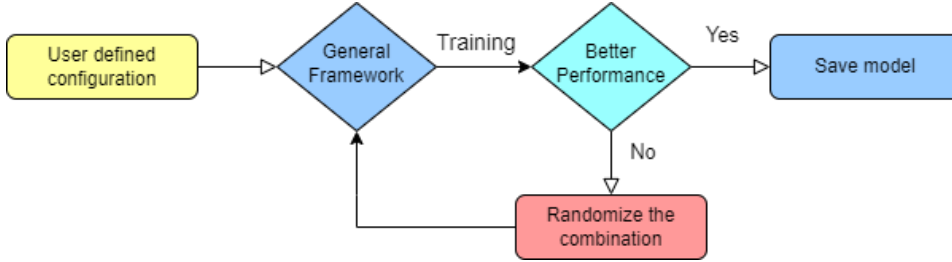 User defined
configuration
General
Framework
Training
Better
Performance
Yes
Save model
No
Randomize the
combination